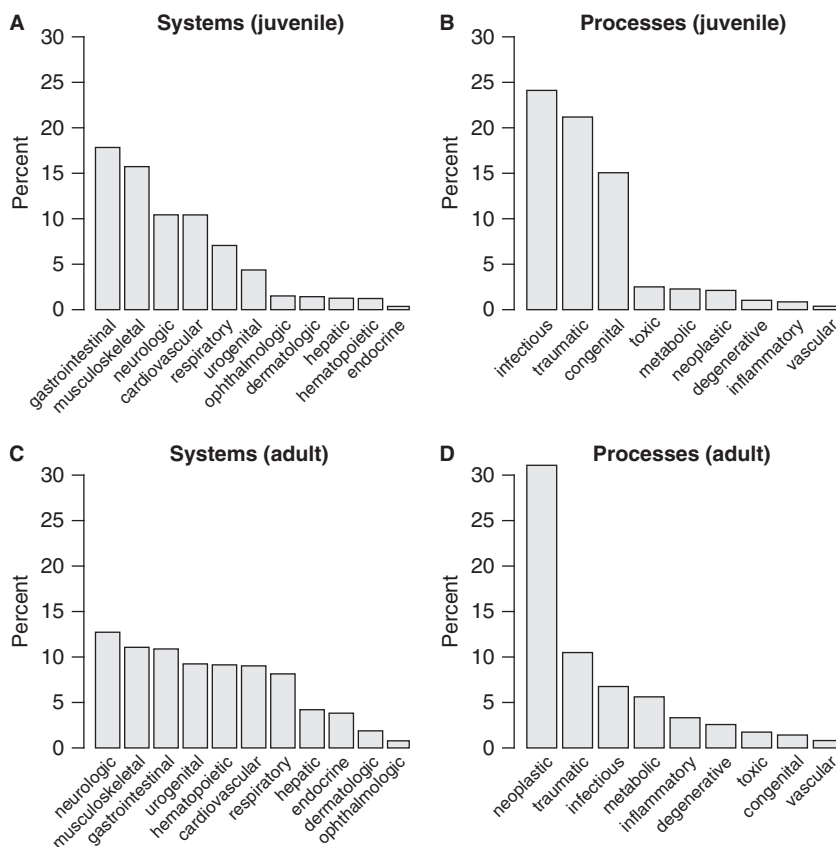 A Systems (juvenile)
30
25
20
15
10
5
0
Percent
gastrointestinal
musculoskeletal
neurologic
cardiovascular
respiratory
urogenital
ophthalmologic
dermatologic
hepatic
hematopoietic
endocrine
B Processes (juvenile)
30
25
20
15
10
5
0
Percent
infectious
traumatic
congenital
toxic
metabolic
neoplastic
degenerative
inflammatory
vascular
C Systems (adult)
30
25
20
15
10
5
0
Percent
neurologic
musculoskeletal
gastrointestinal
urogenital
hematopoietic
cardiovascular
respiratory
hepatic
endocrine
dermatologic
ophthalmologic
D Processes (adult)
30
25
20
15
10
5
0
Percent
neoplastic
traumatic
infectious
metabolic
inflammatory
degenerative
toxic
congenital
vascular